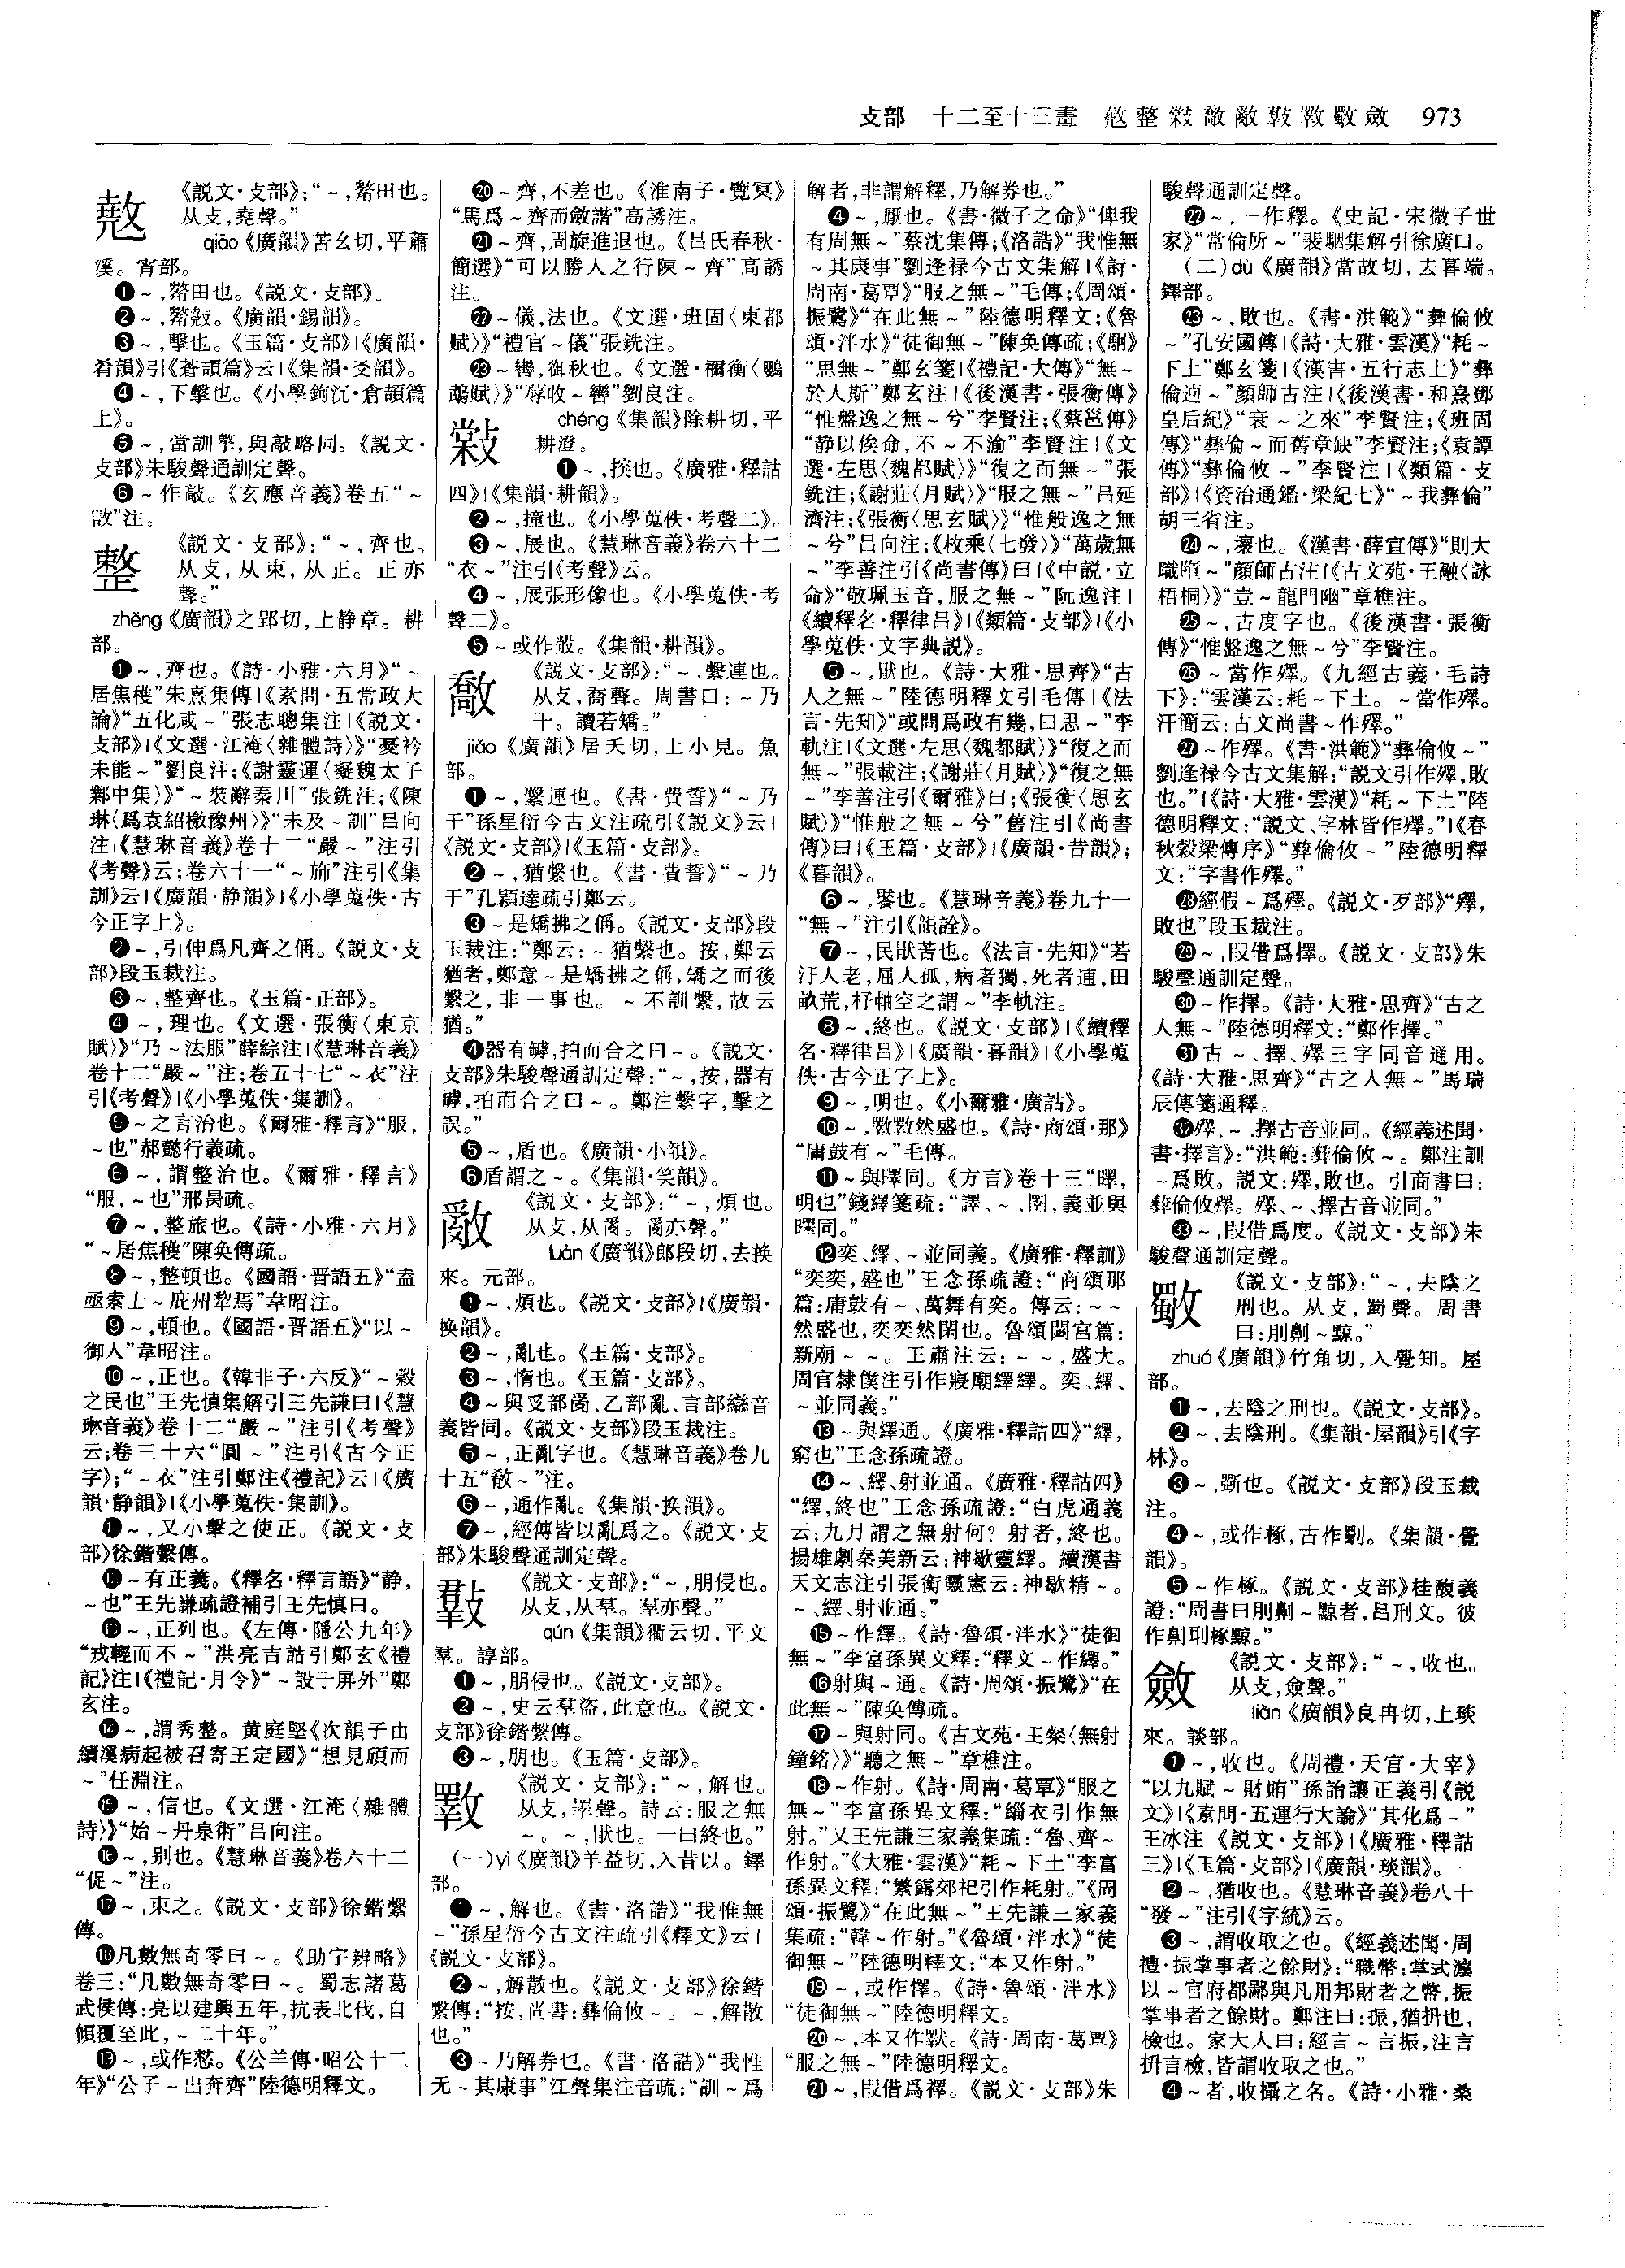 攴部　十二至十三畫　㪣整㪇敽敵𢿢斁斀斂　973
《説文·攴部》：“～，
从攴，堯聲。”
qiāo《廣韻》苦幺切，平蕭
溪。宵部。
❸～，擊也。《玉篇·攴部》|《廣韻·
肴韻》引《蒼頡篇》云|《集韻·爻韻》。
❹～，下擊也。《小學鉤沉·倉頡篇
上》。
❺～，當訓擊，與敲略同。《説文·
攴部》朱駿聲通訓定聲。
❻～作敲。《玄應音義》卷五“～
整
《説文·攴部》：“～，齊也。
从攴，从束，从正。正亦
聲。”
zhěng《廣韻》之郢切，上静章。耕
部。
❶～，齊也。《詩·小雅·六月》“～
居焦穫”朱熹集傳|《素問·五常政大
論》“五化咸～”張志聰集注|《説文·
攴部》|《文選·江淹〈雜體詩〉》“憂衿
未能～”劉良注；《謝靈運〈擬魏太子
鄴中集〉》“～裝辭秦川”張銑注；《陳
琳〈爲袁紹檄豫州〉》“未及～訓”吕向
注|《慧琳音義》卷十二“嚴～”注引
《考聲》云；卷六十一“～飾”注引《集
訓》云|《廣韻·静韻》|《小學蒐佚·古
今正字上》。
❷～，引伸爲凡齊之偁。《説文·攴
部》段玉裁注。
❸～，整齊也。《玉篇·正部》。
❹～，理也。《文選·張衡〈東京
賦〉》“乃～法服”薛綜注|《慧琳音義》
卷十二“嚴～”注；卷五十七“～衣”注
引《考聲》|《小學蒐佚·集訓》。
❺～之言治也。《爾雅·釋言》“服，
～也”郝懿行義疏。
❻～，謂整治也。《爾雅·釋言》
“服，～也”邢昺疏。
❼～，整旅也。《詩·小雅·六月》
“～居焦穫”陳奂傳疏。
❽～，整頓也。《國語·晉語五》“盍
亟索士～庇州犂焉”韋昭注。
❾～，頓也。《國語·晉語五》“以～
御人”韋昭注。
❿～，正也。《韓非子·六反》“～穀
之民也”王先慎集解引王先謙曰|《慧
琳音義》卷十二“嚴～”注引《考聲》
云；卷三十六“圓～”注引《古今正
字》；“～衣”注引鄭注《禮記》云|《廣
韻·静韻》|《小學蒐佚·集訓》。
⓫～，又小擊之使正。《説文·攴
部》徐鍇繫傳。
⓬～有正義。《釋名·釋言語》“静，
～也”王先謙疏證補引王先慎曰。
⓭～，正列也。《左傳·隱公九年》
“戎輕而不～”洪亮吉詁引鄭玄《禮
記》注|《禮記·月令》“～設于屏外”鄭
玄注。
⓮～，謂秀整。黄庭堅《次韻子由
績溪病起被召寄王定國》“想見頎而
～”任淵注。
⓯～，信也。《文選·江淹〈雜體
詩〉》“始～丹泉術”吕向注。
⓰～，别也。《慧琳音義》卷六十二
“促～”注。
⓱～，束之。《説文·攴部》徐鍇繫
傳。
⓲凡數無奇零曰～。《助字辨略》
卷三：“凡數無奇零曰～。蜀志諸葛
武侯傳：亮以建興五年，抗表北伐，自
傾覆至此，～二十年。”
⓳～，或作憖。《公羊傳·昭公十二
年》“公子～出奔齊”陸德明釋文。
⓴～齊，不差也。《淮南子·覽冥》
“馬爲～齊而斂諧”高誘注。
㉑～齊，周旋進退也。《吕氏春秋·
簡選》“可以勝人之行陳～齊”高誘
注。
㉒～儀，法也。《文選·班固〈東都
賦〉》“禮官～儀”張銑注。
㉓～轡，御秋也。《文選·禰衡〈鸚
鵡賦〉》“蓐收～轡”劉良注。
chéng《集韻》除耕切，平
耕澄。
❶～，揬也。《廣雅·釋詁
四》|《集韻·耕韻》。
❷～，撞也。《小學蒐佚·考聲二》。
❸～，展也。《慧琳音義》卷六十二
“衣～”注引《考聲》云。
❹～，展張形像也。《小學蒐佚·考
聲二》。
❺～或作敞。《集韻·耕韻》。
敽
《説文·攴部》：“～，繫連也。
从攴，喬聲。周書曰：～乃
干。讀若矯。”
jiǎo《廣韻》居夭切，上小見。魚
部。
❶～，繫連也。《書·費誓》“～乃
干”孫星衍今古文注疏引《説文》云|
《説文·攴部》|《玉篇·攴部》。
❷～，猶繫也。《書·費誓》“～乃
干”孔穎達疏引鄭云。
❸～是矯拂之偁。《説文·攴部》段
玉裁注：“鄭云：～猶繫也。按，鄭云
猶者，鄭意～是矯拂之偁，矯之而後
繫之，非一事也。～不訓繫，故云
猶。”
❹器有罅，拍而合之曰～。《説文·
攴部》朱駿聲通訓定聲：“～，按，器有
罅，拍而合之曰～。鄭注繫字，擊之
誤。”
❺～，盾也。《廣韻·小韻》。
❻盾謂之～。《集韻·笑韻》。
《説文·攴部》：“～，煩也。
luàn《廣韻》郎段切，去换
來。元部。
❶～，煩也。《説文·攴部》|《廣韻·
换韻》。
❷～，亂也。《玉篇·攴部》。
❸～，惰也。《玉篇·攴部》。
❹～與𠬪部𤔔、乙部亂、言部䜌音
義皆同。《説文·攴部》段玉裁注。
❺～，正亂字也。《慧琳音義》卷九
十五“散～”注。
❻～，通作亂。《集韻·换韻》。
❼～，經傳皆以亂爲之。《説文·攴
部》朱駿聲通訓定聲。
《説文·攴部》：“～，朋侵也。
从攴，从羣。羣亦聲。”
qún《集韻》衢云切，平文
羣。諄部。
❶～，朋侵也。《説文·攴部》。
❷～，史云羣盜，此意也。《説文·
攴部》徐鍇繫傳。
❸～，朋也。《玉篇·攴部》。
斁
《説文·攴部》：“～，解也。
从攴，睪聲。詩云：服之無
～。～，猒也。一曰終也。”
(一)yì《廣韻》羊益切，入昔以。鐸
部。
❶～，解也。《書·洛誥》“我惟無
～”孫星衍今古文注疏引《釋文》云|
《説文·攴部》。
❷～，解散也。《説文·攴部》徐鍇
繫傳：“按，尚書：彝倫攸～。～，解散
也。”
❸～乃解劵也。《書·洛誥》“我惟
无～其康事”江聲集注音疏：“訓～爲
解者，非謂解釋，乃解劵也。”
❹～，厭也。《書·微子之命》“俾我
有周無～”蔡沈集傳；《洛誥》“我惟無
～其康事”劉逢禄今古文集解|《詩·
周南·葛覃》“服之無～”毛傳；《周頌·
振鷺》“在此無～”陸德明釋文；《魯
頌·泮水》“徒御無～”陳奂傳疏；《駉》
“思無～”鄭玄箋|《禮記·大傳》“無～
於人斯”鄭玄注|《後漢書·張衡傳》
“惟盤逸之無～兮”李賢注；《蔡邕傳》
“静以俟命，不～不渝”李賢注|《文
選·左思〈魏都賦〉》“復之而無～”張
銑注；《謝莊〈月賦〉》“服之無～”吕延
濟注；《張衡〈思玄賦〉》“惟般逸之無
～兮”吕向注；《枚乘〈七發〉》“萬歲無
～”李善注引《尚書傳》曰|《中説·立
命》“敬珮玉音，服之無～”阮逸注|
《續釋名·釋律吕》|《類篇·攴部》|《小
學蒐佚·文字典説》。
❺～，猒也。《詩·大雅·思齊》“古
人之無～”陸德明釋文引毛傳|《法
言·先知》“或問爲政有幾，曰思～”李
軌注|《文選·左思〈魏都賦〉》“復之而
無～”張載注；《謝莊〈月賦〉》“復之無
～”李善注引《爾雅》曰；《張衡〈思玄
賦〉》“惟般之無～兮”舊注引《尚書
傳》曰|《玉篇·攴部》|《廣韻·昔韻》；
《暮韻》。
❻～，饜也。《慧琳音義》卷九十一
“無～”注引《韻詮》。
❼～，民猒苦也。《法言·先知》“若
汙人老，屈人孤，病者獨，死者逋，田
畝荒，杼軸空之謂～”李軌注。
❽～，終也。《説文·攴部》|《續釋
名·釋律吕》|《廣韻·暮韻》|《小學蒐
佚·古今正字上》。
❾～，明也。《小爾雅·廣詁》。
❿～，斁斁然盛也。《詩·商頌·那》
“庸鼓有～”毛傳。
⓫～與㬤同。《方言》卷十三“㬤，
明也”錢繹箋疏：“譯、～、圛，義並與
㬤同。”
⓬奕、繹、～並同義。《廣雅·釋訓》
“奕奕，盛也”王念孫疏證：“商頌那
篇：庸鼓有～、萬舞有奕。傳云：～～
然盛也，奕奕然閑也。魯頌閟宫篇：
新廟～～。王肅注云：～～，盛大。
周官隸僕注引作寢廟繹繹。奕、繹、
～並同義。”
⓭～與繹通。《廣雅·釋詁四》“繹，
窮也”王念孫疏證。
⓮～、繹、射並通。《廣雅·釋詁四》
“繹，終也”王念孫疏證：“白虎通義
云：九月謂之無射何？射者，終也。
揚雄劇秦美新云：神歇靈繹。續漢書
天文志注引張衡靈憲云：神歇精～。
～、繹、射並通。”
⓯～作繹。《詩·魯頌·泮水》“徒御
無～”李富孫異文釋：“釋文～作繹。”
⓰射與～通。《詩·周頌·振鷺》“在
此無～”陳奂傳疏。
⓱～與射同。《古文苑·王粲〈無射
鐘銘〉》“聽之無～”章樵注。
⓲～作射。《詩·周南·葛覃》“服之
無～”李富孫異文釋：“緇衣引作無
射。”又王先謙三家義集疏：“魯、齊～
作射。”《大雅·雲漢》“耗～下土”李富
孫異文釋：“繁露郊祀引作耗射。”《周
頌·振鷺》“在此無～”王先謙三家義
集疏：“韓～作射。”《魯頌·泮水》“徒
御無～”陸德明釋文：“本又作射。”
⓳～，或作懌。《詩·魯頌·泮水》
“徒御無～”陸德明釋文。
⓴～，本又作𢾋。《詩·周南·葛覃》
“服之無～”陸德明釋文。
㉑～，叚借爲襗。《説文·攴部》朱
駿聲通訓定聲。
㉒～，一作釋。《史記·宋微子世
家》“常倫所～”裴駰集解引徐廣曰。
(二)dù《廣韻》當故切，去暮端。
鐸部。
㉓～，敗也。《書·洪範》“彝倫攸
～”孔安國傳|《詩·大雅·雲漢》“耗～
下土”鄭玄箋|《漢書·五行志上》“彝
倫逌～”顔師古注|《後漢書·和熹鄧
皇后紀》“衰～之來”李賢注；《班固
傳》“彝倫～而舊章缺”李賢注；《袁譚
傳》“彝倫攸～”李賢注|《類篇·攴
部》|《資治通鑑·梁紀七》“～我彝倫”
胡三省注。
㉔～，壞也。《漢書·薛宣傳》“則大
職隳～”顔師古注|《古文苑·王融〈詠
梧桐〉》“豈～龍門幽”章樵注。
㉕～，古度字也。《後漢書·張衡
傳》“惟盤逸之無～兮”李賢注。
㉖～當作殬。《九經古義·毛詩
下》：“雲漢云：耗～下土。～當作殬。
汗簡云：古文尚書～作殬。”
㉗～作殬。《書·洪範》“彝倫攸～”
劉逢禄今古文集解：“説文引作殬，敗
也。”|《詩·大雅·雲漢》“耗～下土”陸
德明釋文：“説文、字林皆作殬。”|《春
秋穀梁傳序》“彝倫攸～”陸德明釋
文：“字書作殬。”
㉘經假～爲殬。《説文·歹部》“殬，
敗也”段玉裁注。
㉙～，叚借爲擇。《説文·攴部》朱
駿聲通訓定聲。
㉚～作擇。《詩·大雅·思齊》“古之
人無～”陸德明釋文：“鄭作擇。”
㉛古～、擇、殬三字同音通用。
《詩·大雅·思齊》“古之人無～”馬瑞
辰傳箋通釋。
㉜殬、～、擇古音並同。《經義述聞·
書·擇言》：“洪範：彝倫攸～。鄭注訓
～爲敗。説文：殬，敗也。引商書曰：
彝倫攸殬。殬、～、擇古音並同。”
㉝～，叚借爲度。《説文·攴部》朱
駿聲通訓定聲。
斀
《説文·攴部》：“～，去陰之
刑也。从攴，蜀聲。周書
曰：刖劓～黥。”
zhuó《廣韻》竹角切，入覺知。屋
部。
❶～，去陰之刑也。《説文·攴部》。
❷～，去陰刑。《集韻·屋韻》引《字
林》。
❸～，斲也。《説文·攴部》段玉裁
注。
❹～，或作椓，古作㔉。《集韻·覺
韻》。
❺～作椓。《説文·攴部》桂馥義
證：“周書曰刖劓～黥者，吕刑文。彼
作劓刵椓黥。”
斂
《説文·攴部》：“～，收也。
从攴，僉聲。”
liǎn《廣韻》良冉切，上琰
來。談部。
❶～，收也。《周禮·天官·大宰》
“以九賦～財賄”孫詒讓正義引《説
文》|《素問·五運行大論》“其化爲～”
王冰注|《説文·攴部》|《廣雅·釋詁
三》|《玉篇·攴部》|《廣韻·琰韻》。
❷～，猶收也。《慧琳音義》卷八十
“發～”注引《字統》云。
❸～，謂收取之也。《經義述聞·周
禮·振掌事者之餘財》：“職幣：掌式灋
以～官府都鄙與凡用邦財者之幣，振
掌事者之餘財。鄭注曰：振，猶抍也，
檢也。家大人曰：經言～言振，注言
抍言檢，皆謂收取之也。”
❹～者，收攝之名。《詩·小雅·桑